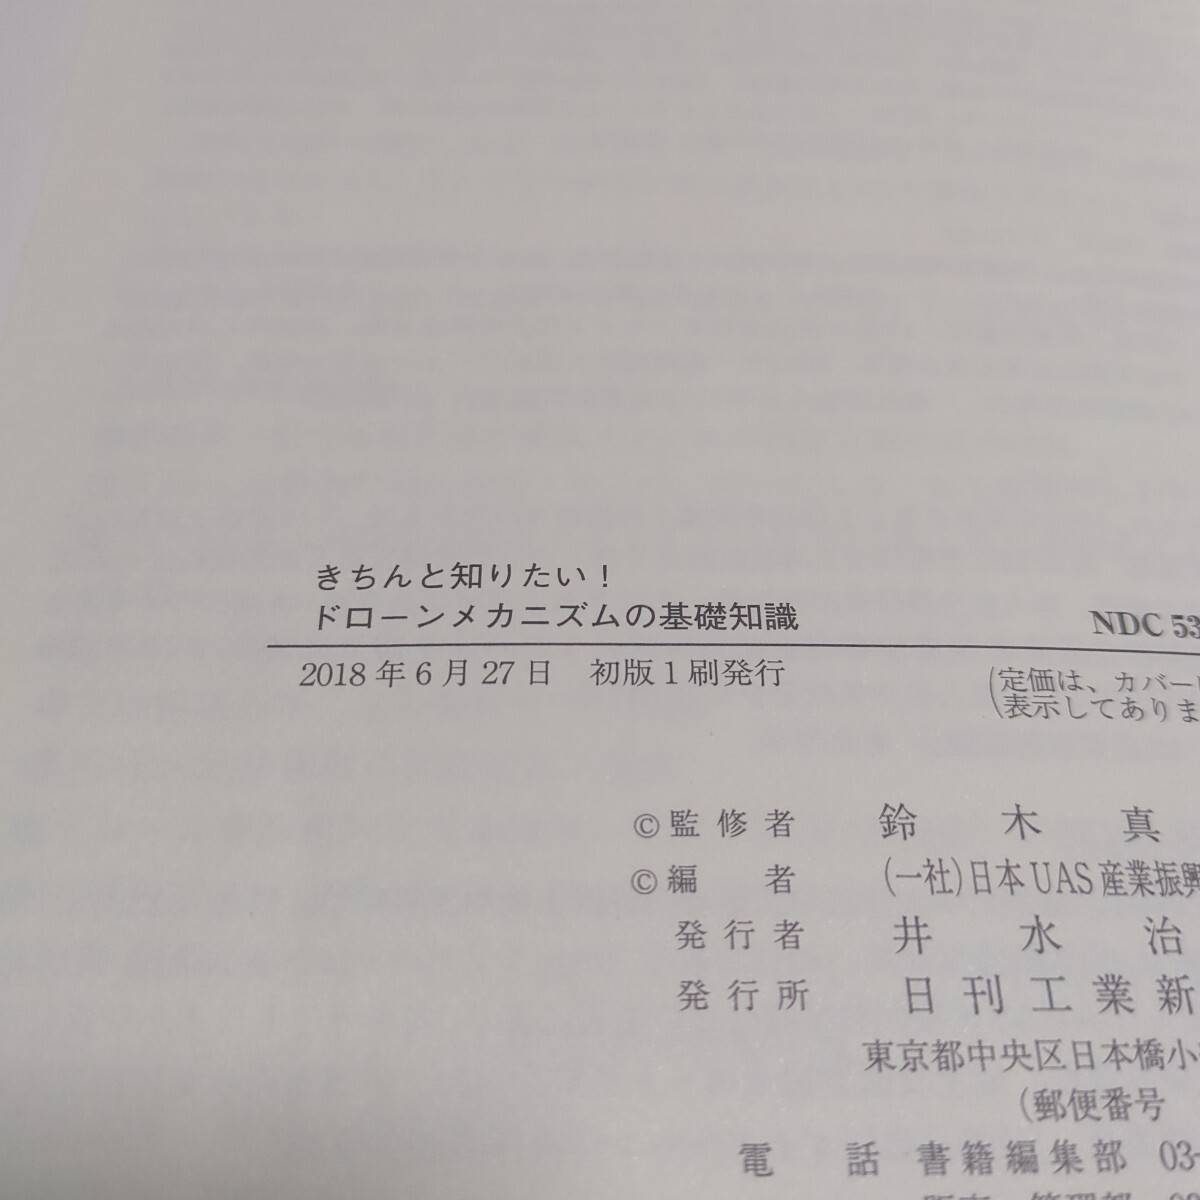 きちんと知りたい！
ドローンメカニズムの基礎知識
NDC 53
2018年6月27日　初版1刷発行
(定価は、カバー
表示してありま
©監修者　鈴木真
©編者　(一社)日本UAS産業振興
発行者　井水治
発行所　日刊工業新
東京都中央区日本橋小
(郵便番号
電話　書籍編集部　03-